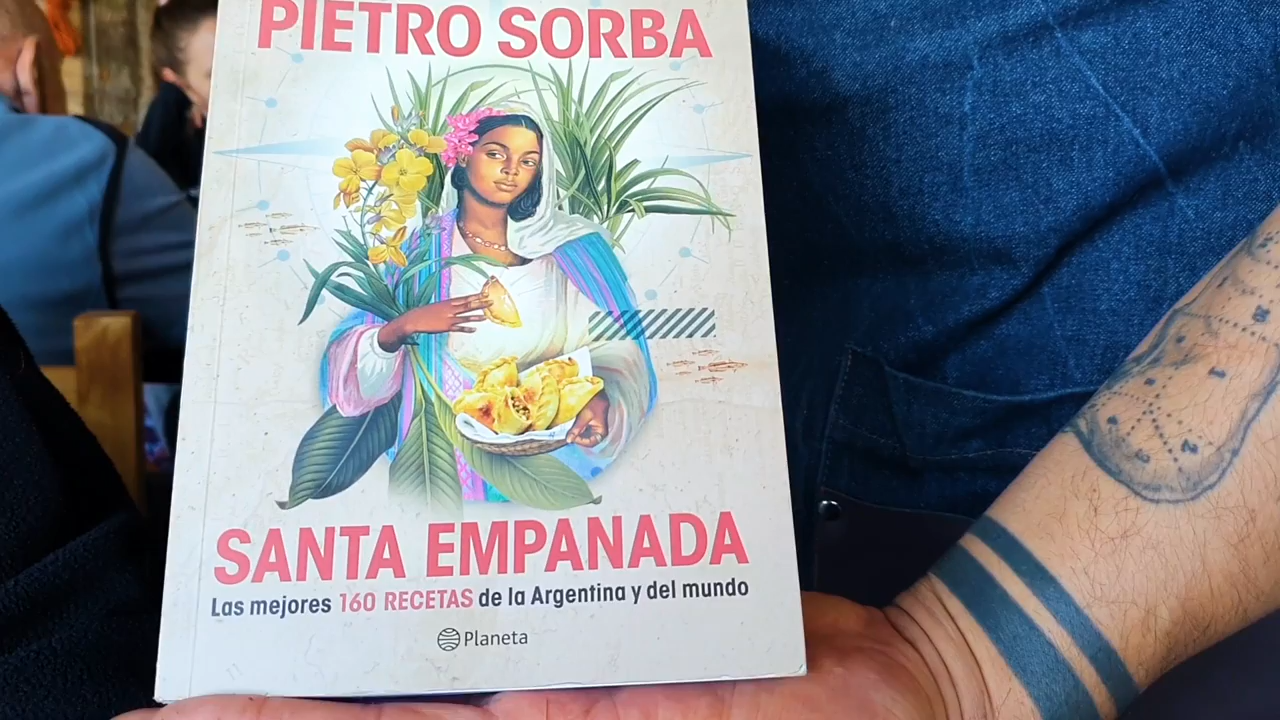 PIETRO SORBA
SANTA EMPANADA
Las mejores 160 RECETAS de la Argentina y del mundo
Planeta